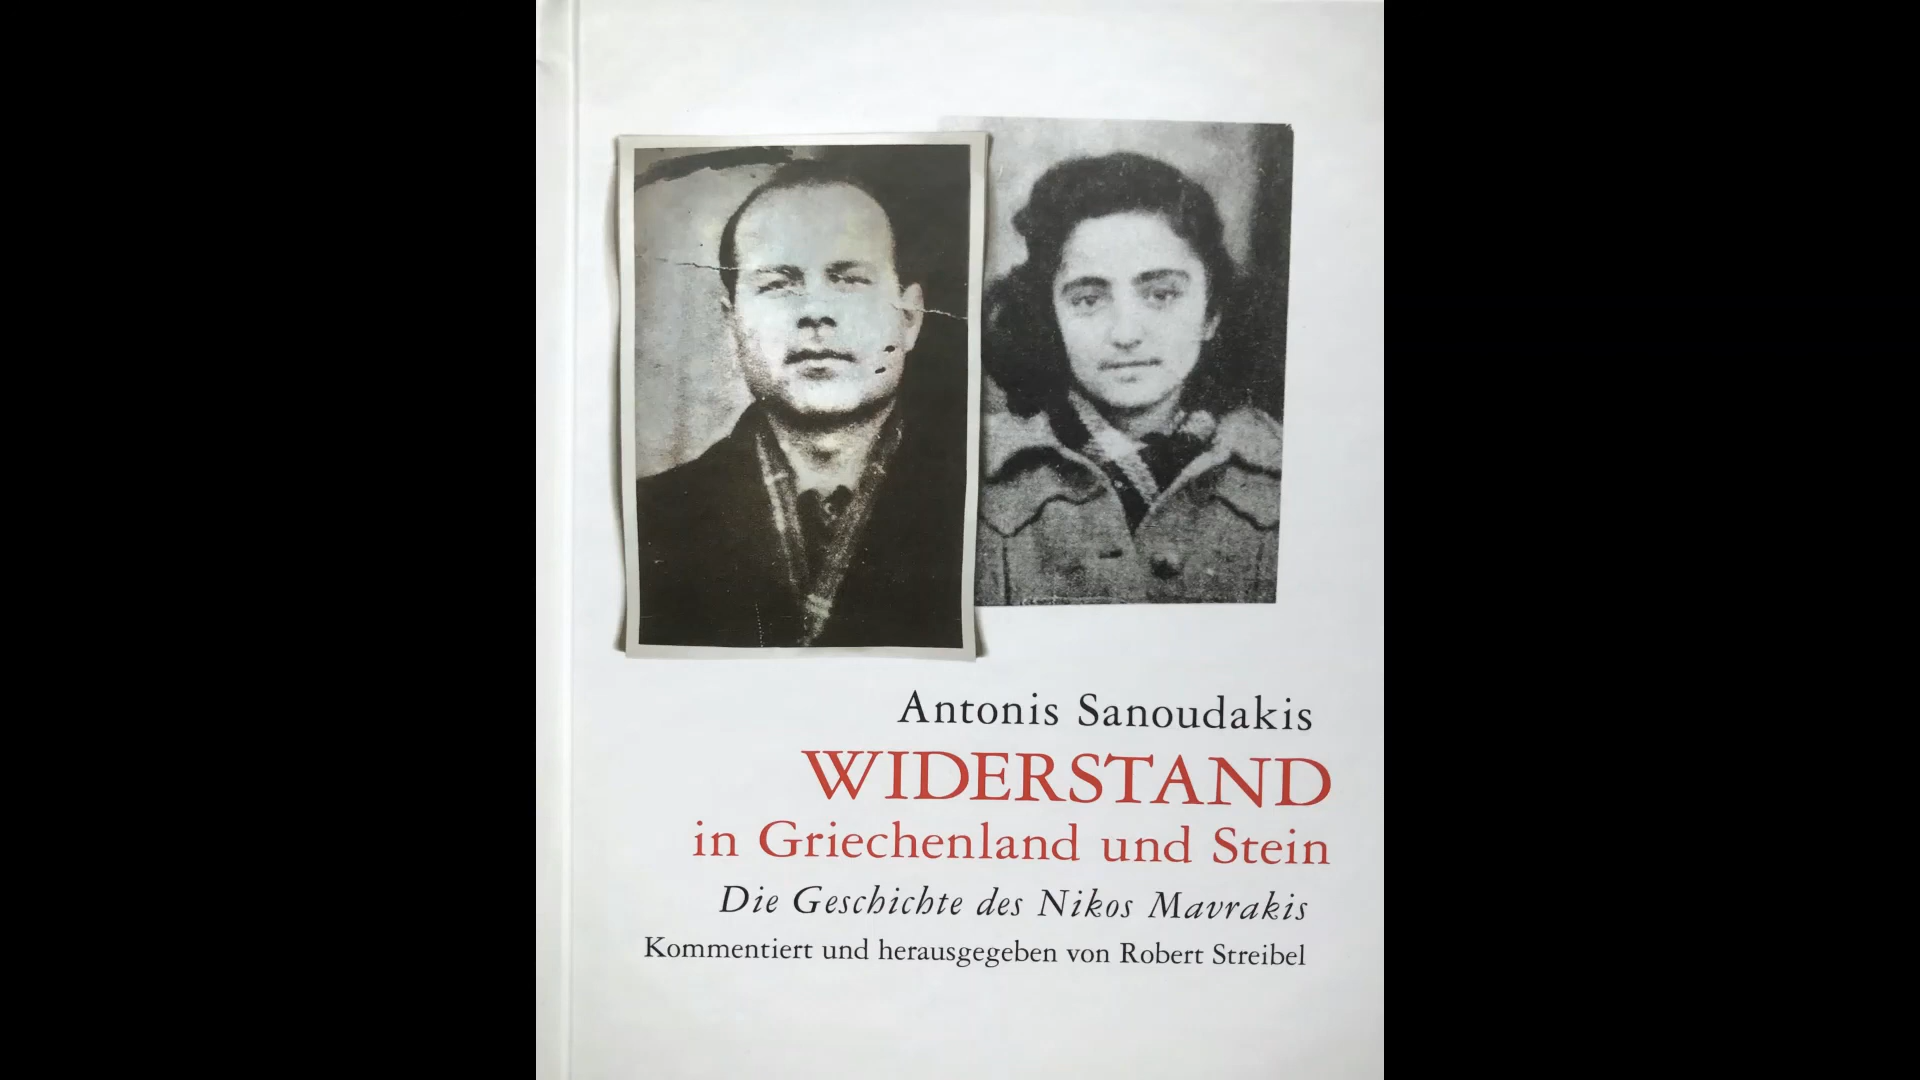 Antonis Sanoudakis
WIDERSTAND
in Griechenland und Stein
Die Geschichte des Nikos Mavrakis
Kommentiert und herausgegeben von Robert Streibel